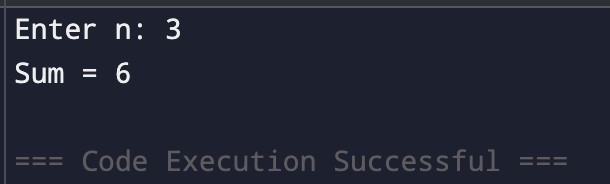 Enter n: 3
Sum = 6
=== Code Execution Successful ===